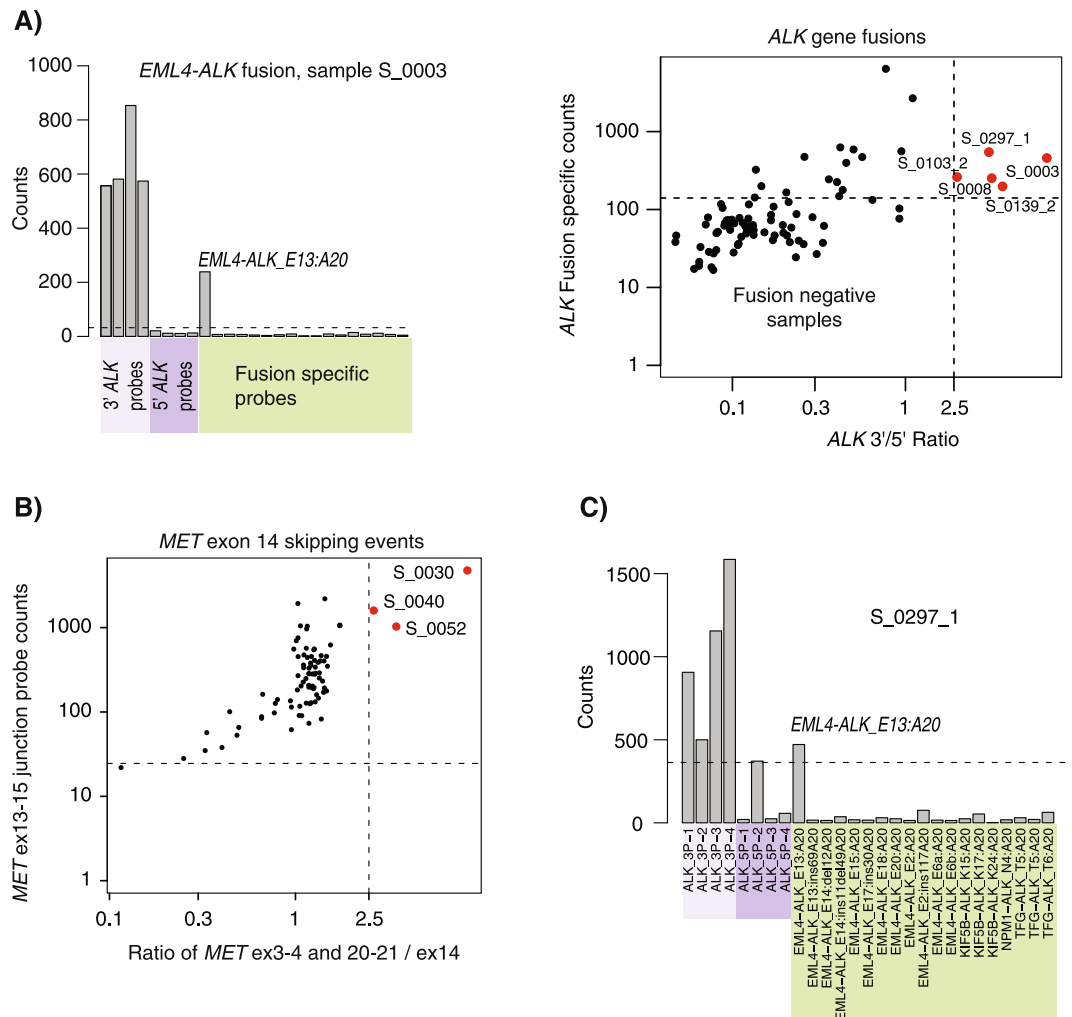 A)
EML4-ALK fusion, sample S_0003
Counts
1000
800
600
400
200
0
EML4-ALK_E13:A20
3' ALK
probes
5' ALK
probes
Fusion specific
probes
ALK gene fusions
ALK Fusion specific counts
1000
100
10
1
S_0297_1
S_0103_2
S_0003
S_0008
S_0139_2
Fusion negative
samples
0.1
0.3
1
2.5
ALK 3'/5' Ratio
B)
MET exon 14 skipping events
MET ex13-15 junction probe counts
1000
100
10
1
S_0030
S_0040
S_0052
0.1
0.3
1
2.5
Ratio of MET ex3-4 and 20-21 / ex14
C)
S_0297_1
Counts
1500
1000
500
0
EML4-ALK_E13:A20
ALK_3P-1
ALK_3P-2
ALK_3P-3
ALK_3P-4
ALK_5P-1
ALK_5P-2
ALK_5P-3
ALK_5P-4
EML4-ALK_E13:A20
EML4-ALK_E13:ins69A20
EML4-ALK_E14:del12A20
EML4-ALK_E14:ins11del49A20
EML4-ALK_E15:A20
EML4-ALK_E17:ins30A20
EML4-ALK_E18:A20
EML4-ALK_E20:A20
EML4-ALK_E2:A20
EML4-ALK_E2:ins117A20
EML4-ALK_E6a:A20
EML4-ALK_E6b:A20
KIF5B-ALK_K15:A20
KIF5B-ALK_K17:A20
KIF5B-ALK_K24:A20
NPM1-ALK_N4:A20
TFG-ALK_T5:A20
TFG-ALK_T5:A20
TFG-ALK_T6:A20